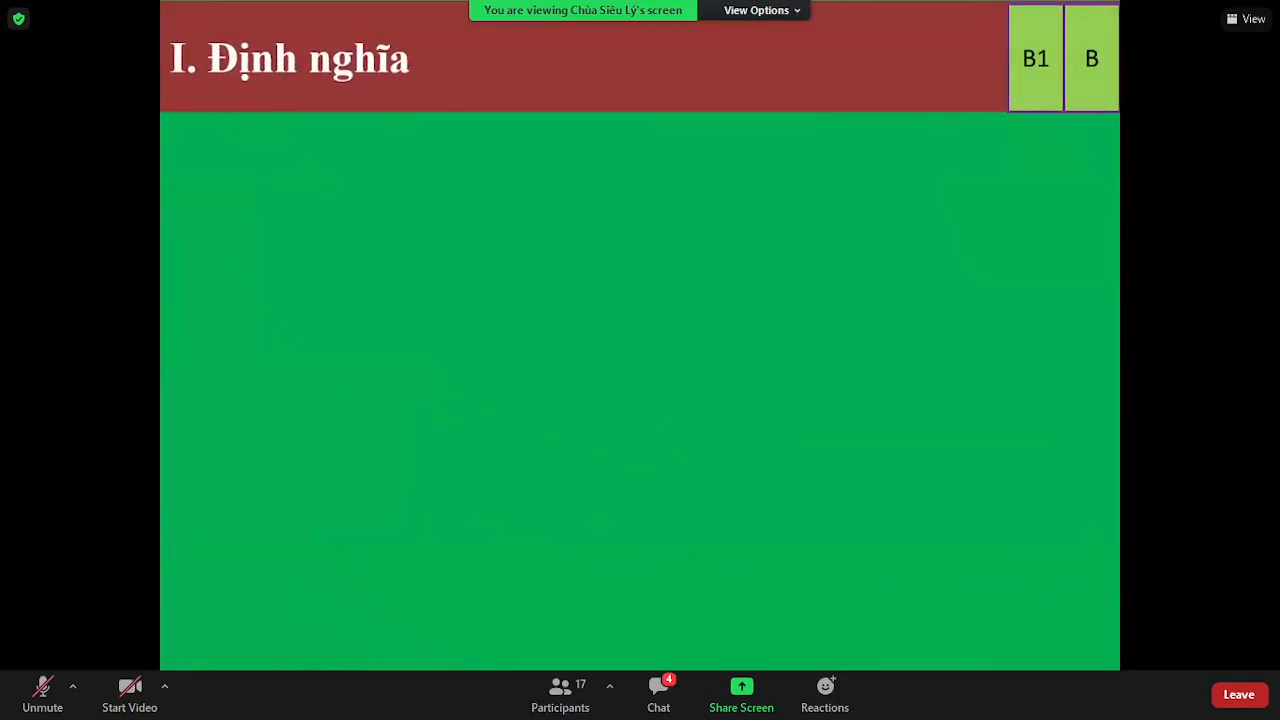 You are viewing Chùa Siêu Lý's screen
View Options
View
I. Định nghĩa
B1
B
Unmute
Start Video
17
Participants
4
Chat
Share Screen
Reactions
Leave